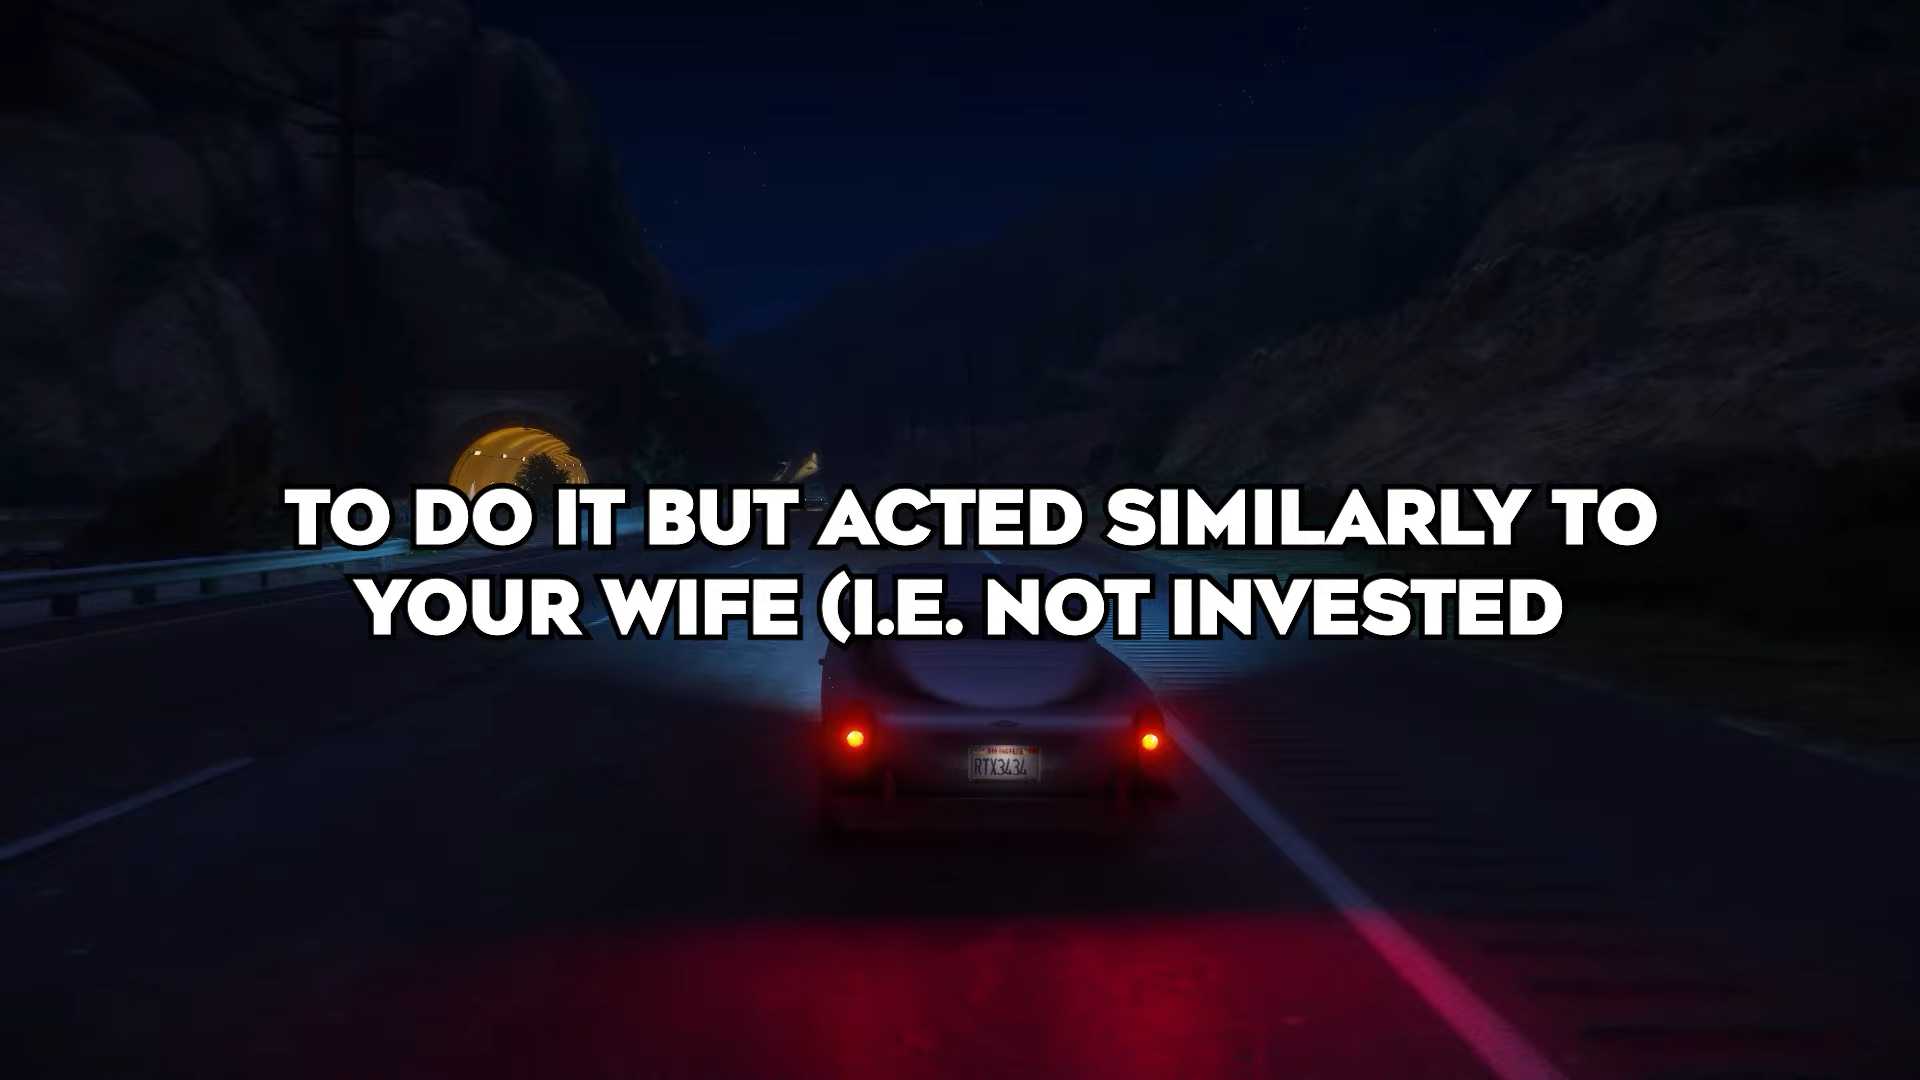 TO DO IT BUT ACTED SIMILARLY TO
YOUR WIFE (I.E. NOT INVESTED
RTX3434